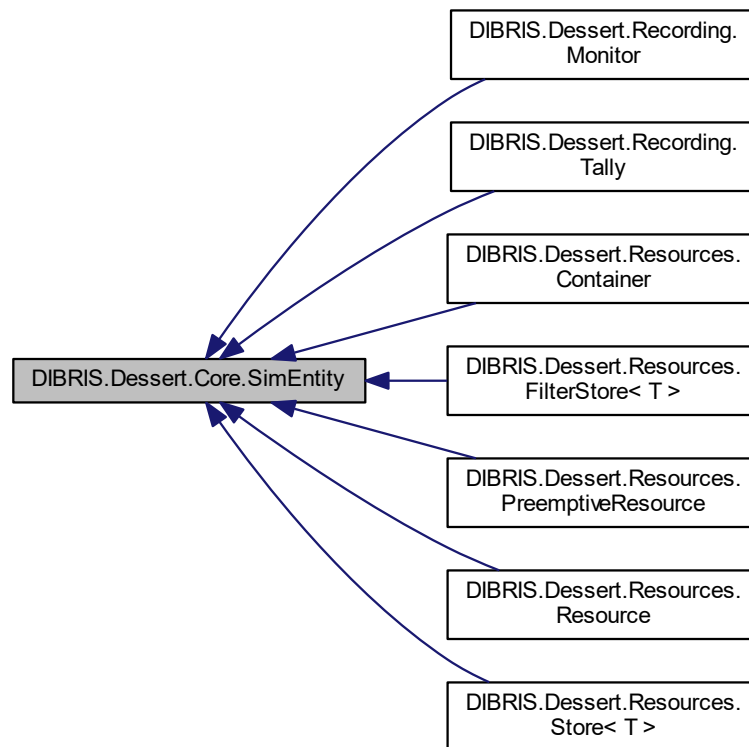 DIBRIS.Dessert.Recording.
Monitor
DIBRIS.Dessert.Recording.
Tally
DIBRIS.Dessert.Resources.
Container
DIBRIS.Dessert.Core.SimEntity
DIBRIS.Dessert.Resources.
FilterStore< T >
DIBRIS.Dessert.Resources.
PreemptiveResource
DIBRIS.Dessert.Resources.
Resource
DIBRIS.Dessert.Resources.
Store< T >